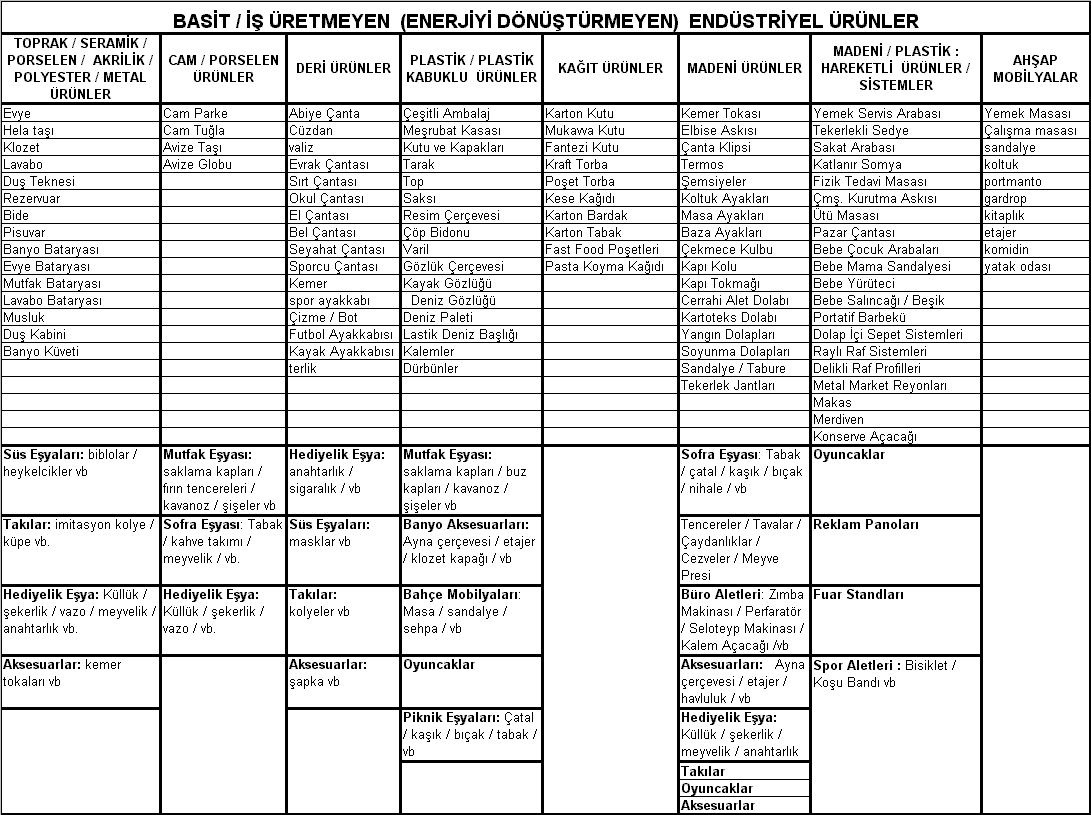 BASİT / İŞ ÜRETMEYEN (ENERJİYİ DÖNÜŞTÜRMEYEN) ENDÜSTRİYEL ÜRÜNLER
TOPRAK / SERAMİK /
PORSELEN / AKRİLİK /
POLYESTER / METAL
ÜRÜNLER
CAM / PORSELEN
ÜRÜNLER
DERİ ÜRÜNLER
PLASTİK / PLASTİK
KABUKLU ÜRÜNLER
KAĞIT ÜRÜNLER
MADENİ ÜRÜNLER
MADENİ / PLASTİK :
HAREKETLİ ÜRÜNLER /
SİSTEMLER
AHŞAP
MOBİLYALAR
Evye
Hela taşı
Klozet
Lavabo
Duş Teknesi
Rezervuar
Bide
Pisuvar
Banyo Bataryası
Evye Bataryası
Mutfak Bataryası
Lavabo Bataryası
Musluk
Duş Kabini
Banyo Küveti
Süs Eşyaları: biblolar /
heykelcikler vb
Takılar: imitasyon kolye /
küpe vb.
Hediyelik Eşya: Küllük /
şekerlik / vazo / meyvelik /
anahtarlık vb.
Aksesuarlar: kemer
tokaları vb
Cam Parke
Cam Tuğla
Avize Taşı
Avize Globu
Mutfak Eşyası:
saklama kapları /
fırın tencereleri /
kavanoz / şişeler vb
Sofra Eşyası: Tabak
/ kahve takımı /
meyvelik / vb.
Hediyelik Eşya:
Küllük / şekerlik /
vazo / vb.
Abiye Çanta
Cüzdan
valiz
Evrak Çantası
Sırt Çantası
Okul Çantası
El Çantası
Bel Çantası
Seyahat Çantası
Sporcu Çantası
Kemer
spor ayakkabı
Çizme / Bot
Futbol Ayakkabısı
Kayak Ayakkabısı
terlik
Hediyelik Eşya:
anahtarlık /
sigaralık / vb
Süs Eşyaları:
masklar vb
Takılar:
kolyeler vb
Aksesuarlar:
şapka vb
Çeşitli Ambalaj
Meşrubat Kasası
Kutu ve Kapakları
Tarak
Top
Saksı
Resim Çerçevesi
Çöp Bidonu
Varil
Gözlük Çerçevesi
Kayak Gözlüğü
Deniz Gözlüğü
Deniz Paleti
Lastik Deniz Başlığı
Kalemler
Dürbünler
Mutfak Eşyası:
saklama kapları / buz
kapları / kavanoz /
şişeler vb
Banyo Aksesuarları:
Ayna çerçevesi / etajer
/ klozet kapağı / vb
Bahçe Mobilyaları:
Masa / sandalye /
sehpa / vb
Oyuncaklar
Piknik Eşyaları: Çatal
/ kaşık / bıçak / tabak /
vb
Karton Kutu
Mukawa Kutu
Fantezi Kutu
Kraft Torba
Poşet Torba
Kese Kağıdı
Karton Bardak
Karton Tabak
Fast Food Poşetleri
Pasta Koyma Kağıdı
Kemer Tokası
Elbise Askısı
Çanta Klipsi
Termos
Şemsiyeler
Koltuk Ayakları
Masa Ayakları
Baza Ayakları
Çekmece Kulbu
Kapı Kolu
Kapı Tokmağı
Cerrahi Alet Dolabı
Kartoteks Dolabı
Yangın Dolapları
Soyunma Dolapları
Sandalye / Tabure
Tekerlek Jantları
Sofra Eşyası: Tabak
/ çatal / kaşık / bıçak
/ nihale / vb
Tencereler / Tavalar /
Çaydanlıklar /
Cezveler / Meyve
Presi
Büro Aletleri: Zımba
Makinası / Perfaratör
/ Seloteyp Makinası /
Kalem Açacağı /vb
Aksesuarları: Ayna
çerçevesi / etajer /
havluluk / vb
Hediyelik Eşya:
Küllük / şekerlik /
meyvelik / anahtarlık
Takılar
Oyuncaklar
Aksesuarlar
Yemek Servis Arabası
Tekerlekli Sedye
Sakat Arabası
Katlanır Somya
Fizik Tedavi Masası
Çmş. Kurutma Askısı
Ütü Masası
Pazar Çantası
Bebe Çocuk Arabaları
Bebe Mama Sandalyesi
Bebe Yürüteci
Bebe Salıncağı / Beşik
Portatif Barbekü
Dolap İçi Sepet Sistemleri
Raylı Raf Sistemleri
Delikli Raf Profilleri
Metal Market Reyonları
Makas
Merdiven
Konserve Açacağı
Oyuncaklar
Reklam Panoları
Fuar Standları
Spor Aletleri : Bisiklet /
Koşu Bandı vb
Yemek Masası
Çalışma masası
sandalye
koltuk
portmanto
gardrop
kitaplık
etajer
komidin
yatak odası